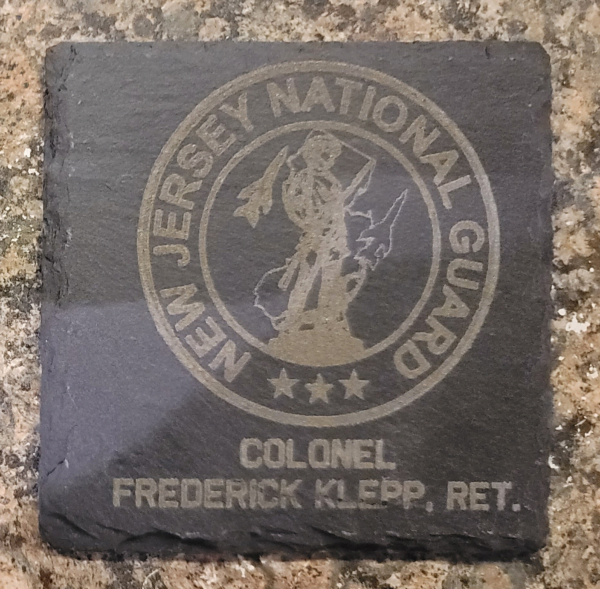 NEW JERSEY NATIONAL GUARD
COLONEL
FREDERICK KLEPP, RET.